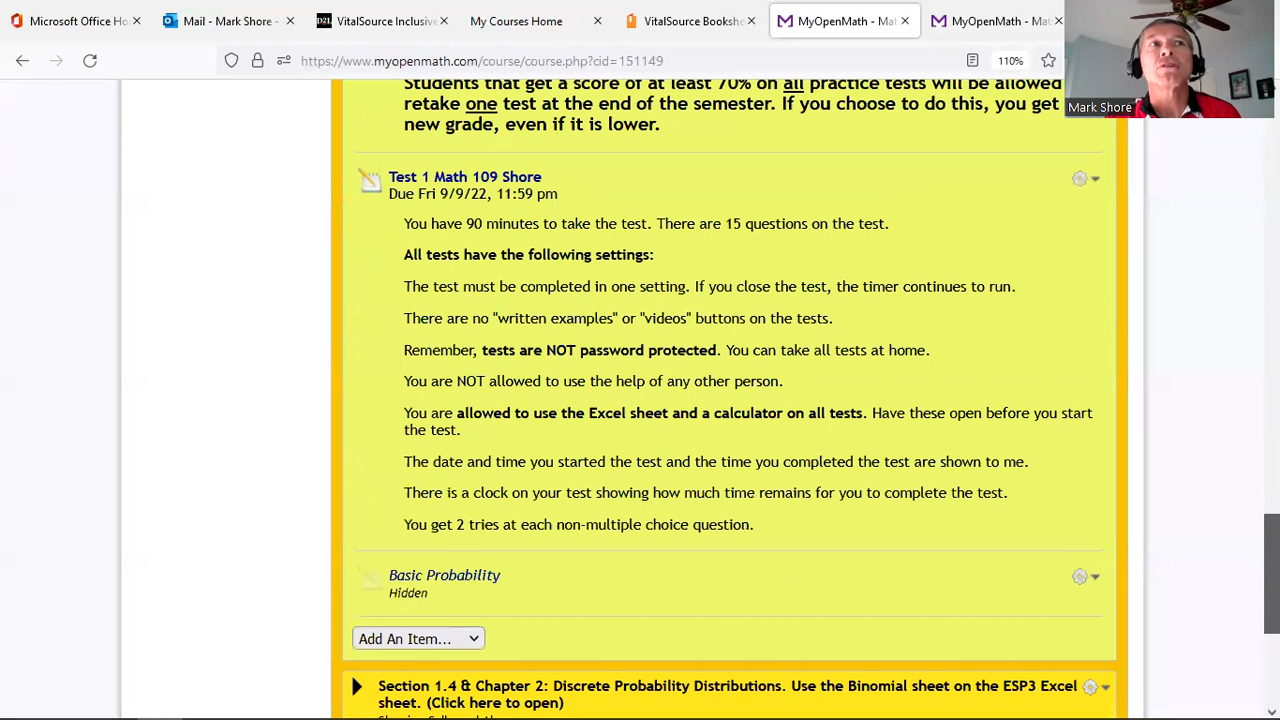 Microsoft Office Ho
Mail - Mark Shore -
D2L
VitalSource Inclusive
My Courses Home
VitalSource Bookshe
MyOpenMath - Mat
MyOpenMath - Mat
https://www.myopenmath.com/course/course.php?cid=151149
110%
Mark Shore
Students that get a score of at least 70% on all practice tests will be allowed
retake one test at the end of the semester. If you choose to do this, you get
new grade, even if it is lower.
Test 1 Math 109 Shore
Due Fri 9/9/22, 11:59 pm
You have 90 minutes to take the test. There are 15 questions on the test.
All tests have the following settings:
The test must be completed in one setting. If you close the test, the timer continues to run.
There are no "written examples" or "videos" buttons on the tests.
Remember, tests are NOT password protected. You can take all tests at home.
You are NOT allowed to use the help of any other person.
You are allowed to use the Excel sheet and a calculator on all tests. Have these open before you start
the test.
The date and time you started the test and the time you completed the test are shown to me.
There is a clock on your test showing how much time remains for you to complete the test.
You get 2 tries at each non-multiple choice question.
Basic Probability
Hidden
Add An Item...
Section 1.4 & Chapter 2: Discrete Probability Distributions. Use the Binomial sheet on the ESP3 Excel
sheet. (Click here to open)